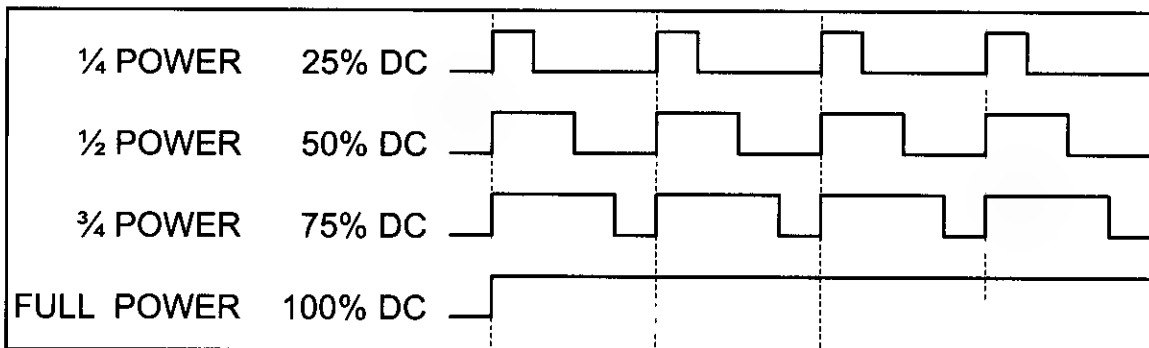 ¼ POWER 25% DC
½ POWER 50% DC
¾ POWER 75% DC
FULL POWER 100% DC